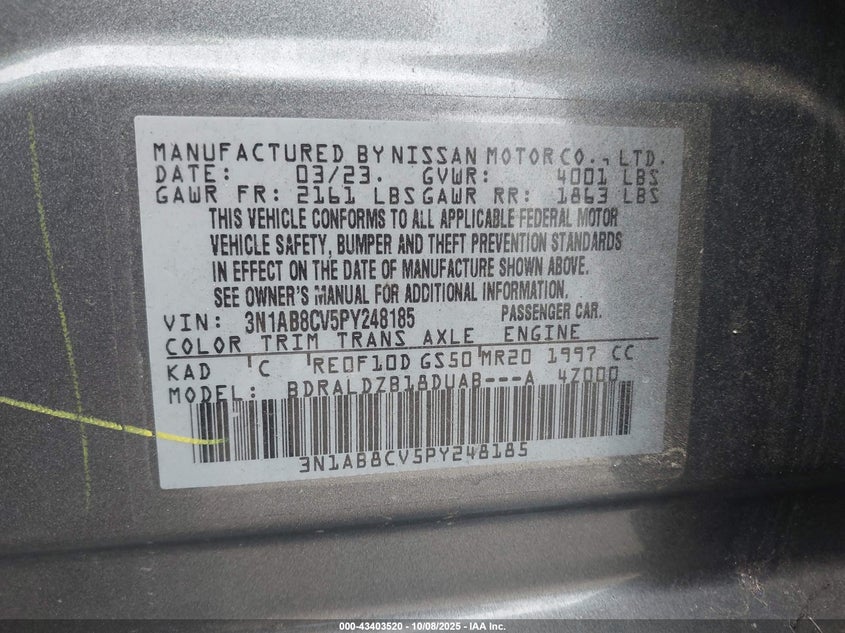 MANUFACTURED BY NISSAN MOTOR CO., LTD.
DATE: 03/23. GVWR: 4001 LBS
GAWR FR: 2161 LBS GAWR RR: 1863 LBS
THIS VEHICLE CONFORMS TO ALL APPLICABLE FEDERAL MOTOR
VEHICLE SAFETY, BUMPER AND THEFT PREVENTION STANDARDS
IN EFFECT ON THE DATE OF MANUFACTURE SHOWN ABOVE.
SEE OWNER'S MANUAL FOR ADDITIONAL INFORMATION.
VIN: 3N1AB8CV5PY248185 PASSENGER CAR.
COLOR TRIM TRANS AXLE ENGINE
KAD 'C 'RE0F10D GS50'MR20 1997 CC
MODEL: BDRALDZB18DUAB---A 4Z000
3N1AB8CV5PY248185
000-43403520 - 10/08/2025 - IAA Inc.